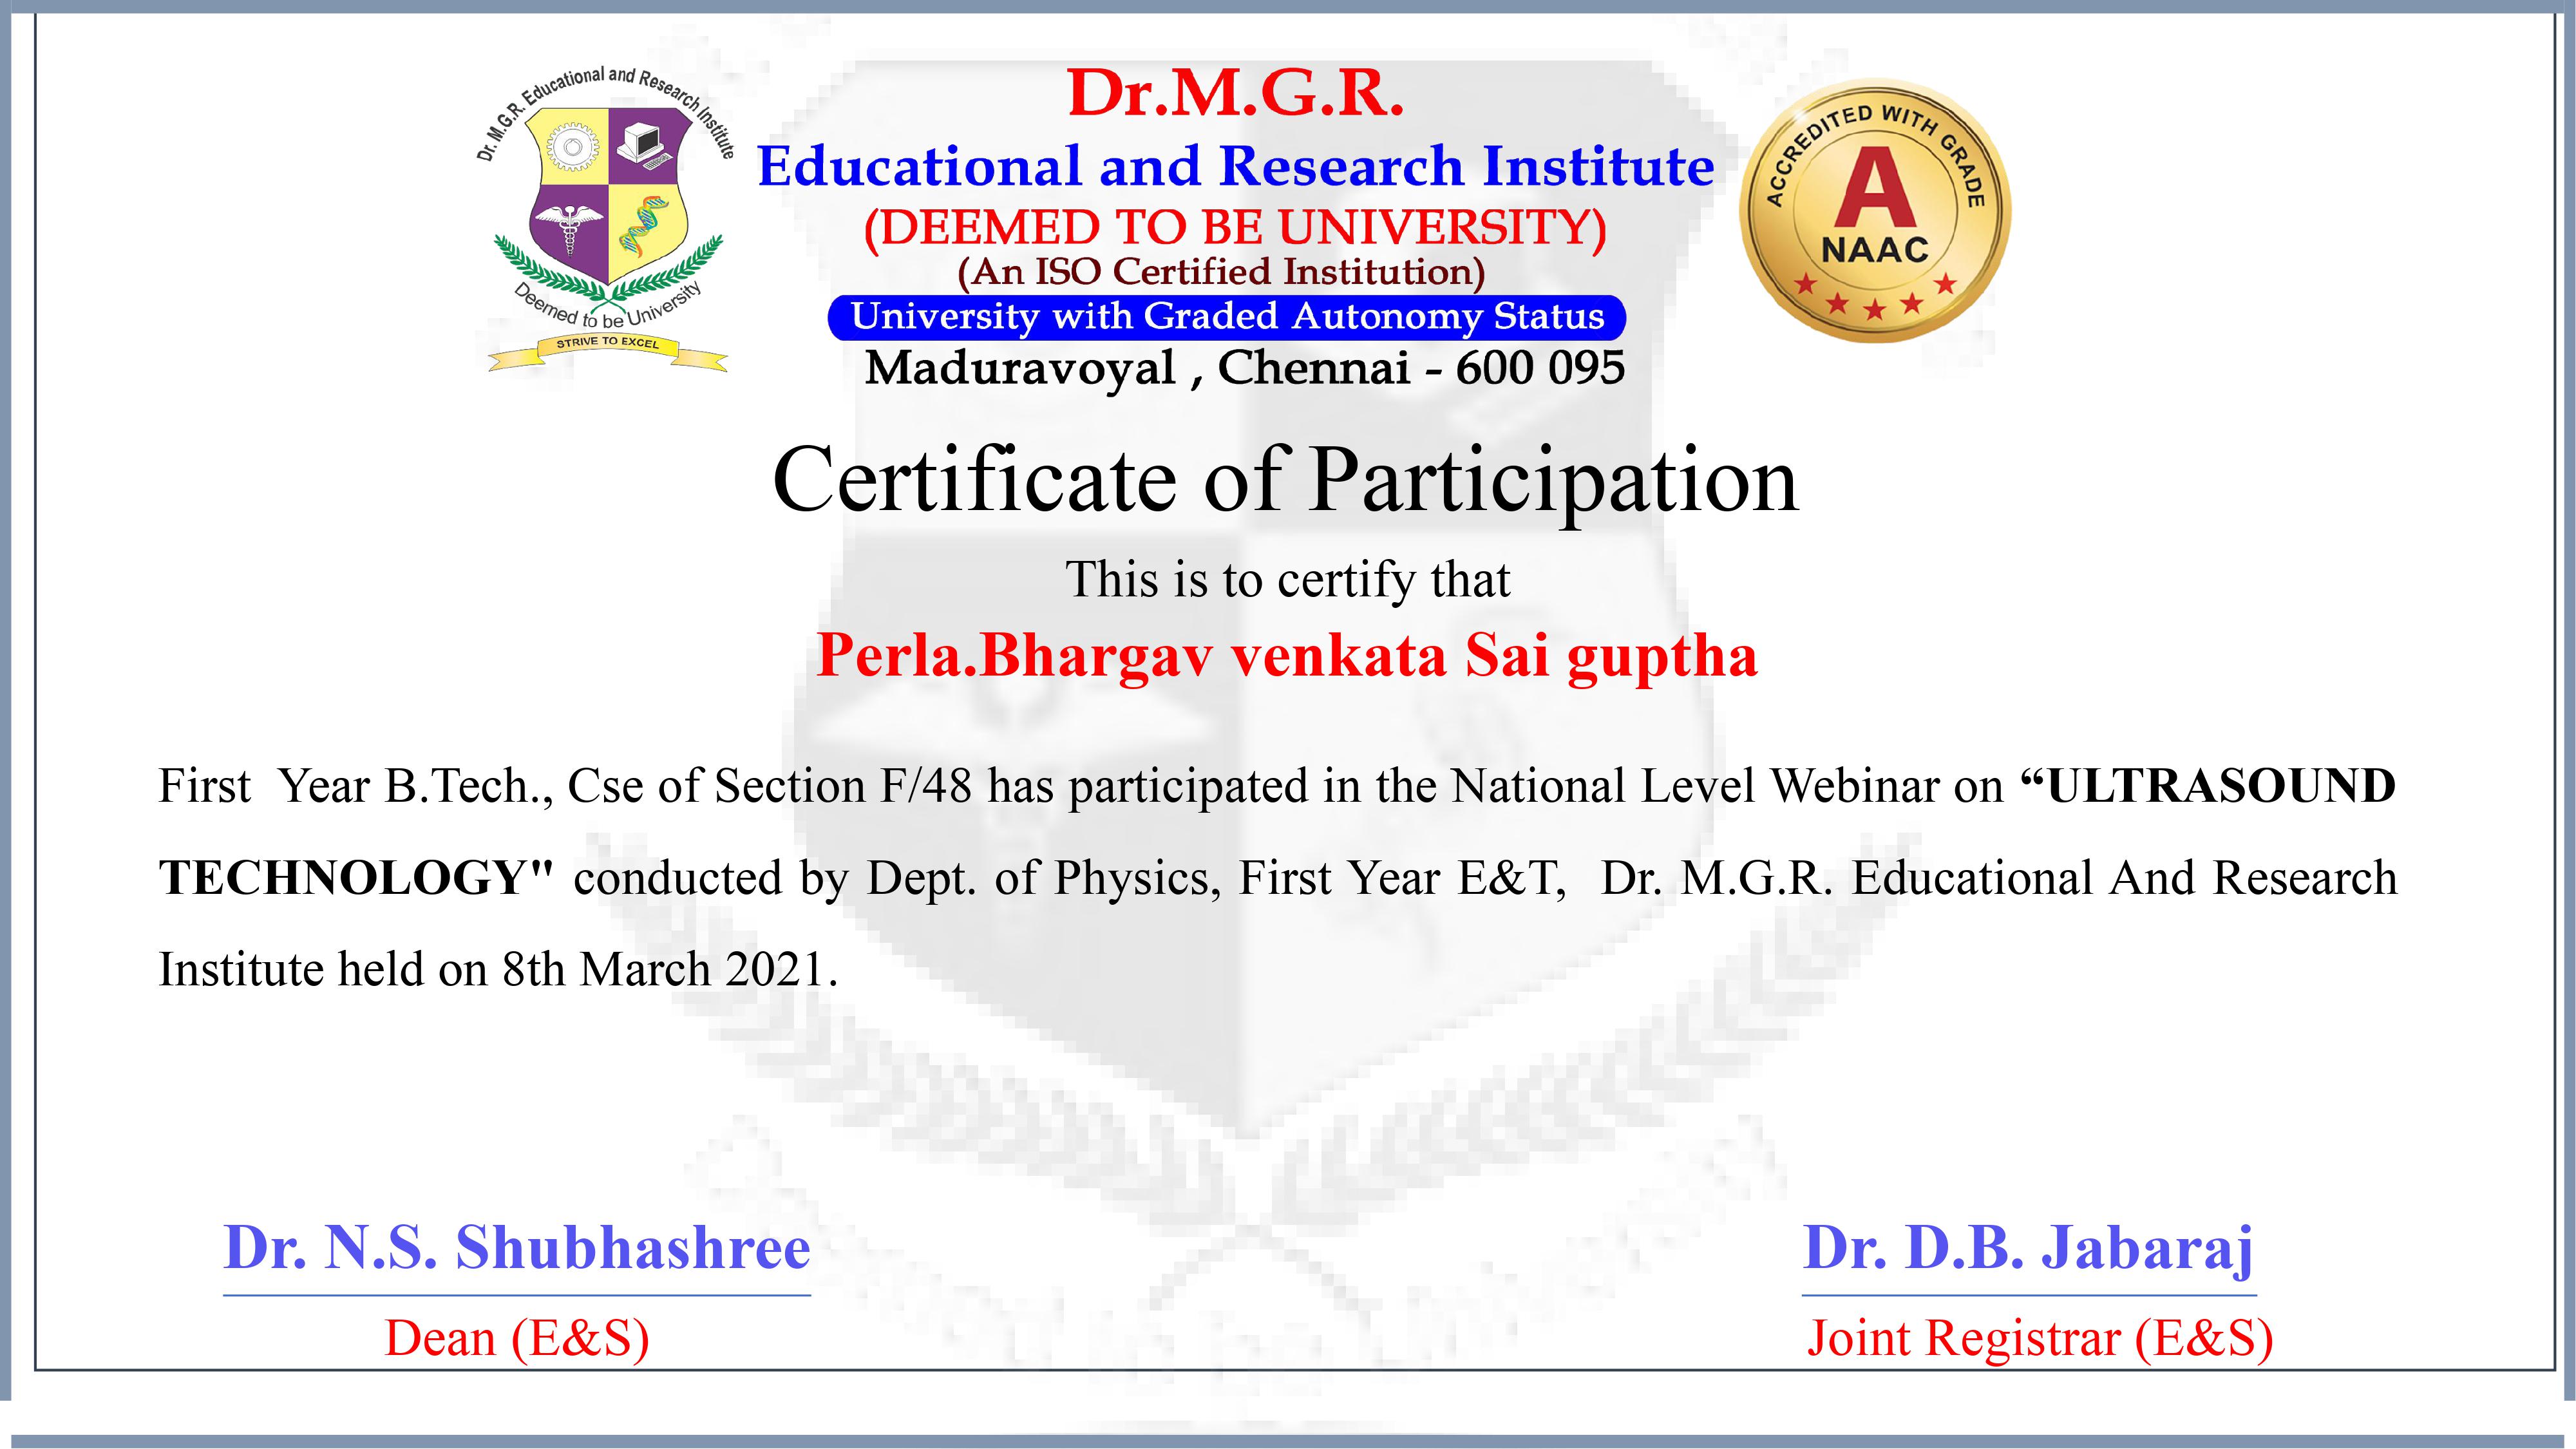 Dr. M.G.R. Educational and Research Institute
Deemed to be University
STRIVE TO EXCEL
Dr.M.G.R.
Educational and Research Institute
(DEEMED TO BE UNIVERSITY)
(An ISO Certified Institution)
University with Graded Autonomy Status
Maduravoyal , Chennai - 600 095
ACCREDITED WITH GRADE
A
NAAC
Certificate of Participation
This is to certify that
Perla.Bhargav venkata Sai guptha
First Year B.Tech., Cse of Section F/48 has participated in the National Level Webinar on “ULTRASOUND
TECHNOLOGY" conducted by Dept. of Physics, First Year E&T, Dr. M.G.R. Educational And Research
Institute held on 8th March 2021.
Dr. N.S. Shubhashree
Dean (E&S)
Dr. D.B. Jabaraj
Joint Registrar (E&S)